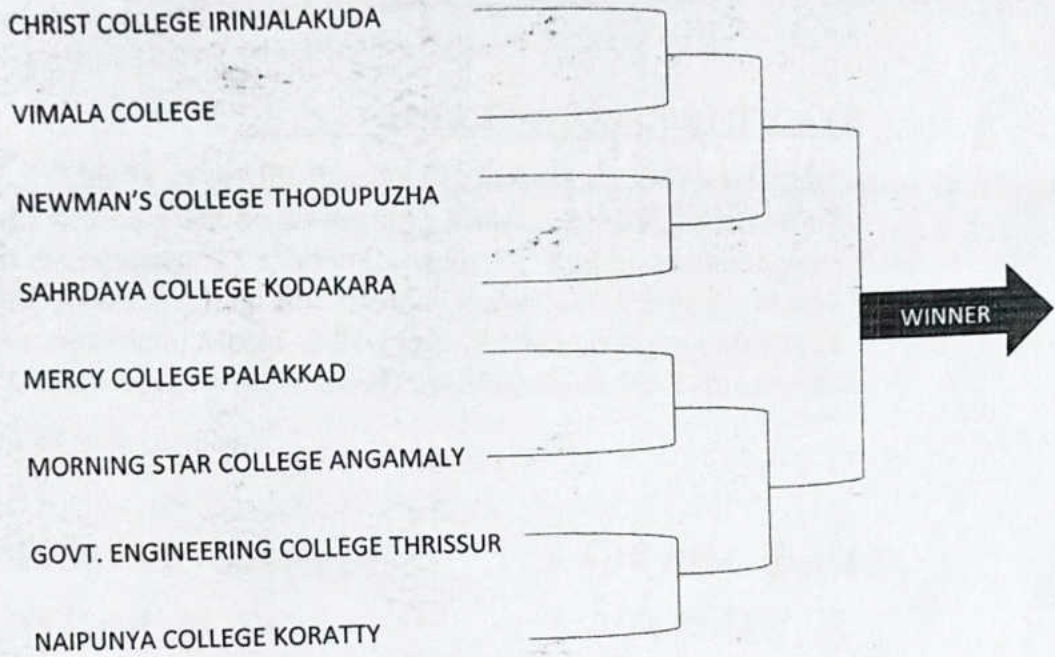 CHRIST COLLEGE IRINJALAKUDA
VIMALA COLLEGE
NEWMAN'S COLLEGE THODUPUZHA
SAHRDAYA COLLEGE KODAKARA
WINNER
MERCY COLLEGE PALAKKAD
MORNING STAR COLLEGE ANGAMALY
GOVT. ENGINEERING COLLEGE THRISSUR
NAIPUNYA COLLEGE KORATTY